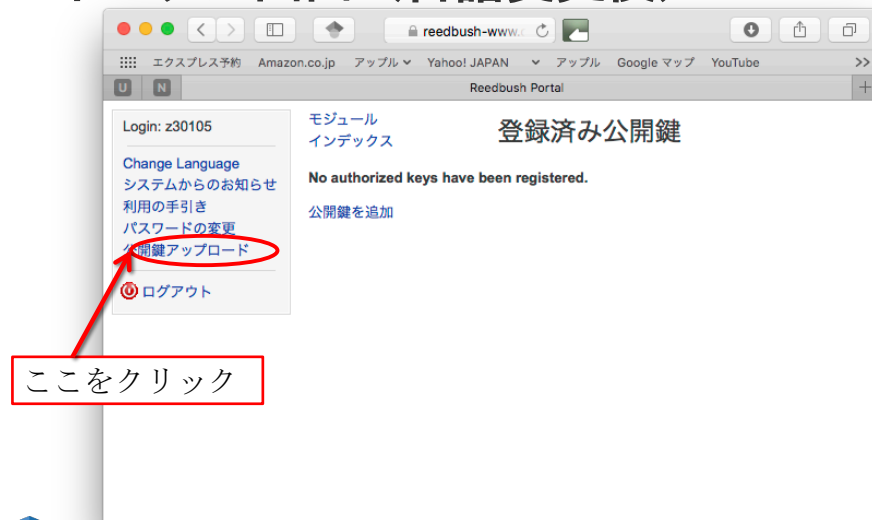 reedbush-www.
エクスプレス予約 Amazon.co.jp アップル Yahoo! JAPAN アップル Google マップ YouTube >>
U N Reedbush Portal +
Login: z30105
Change Language
システムからのお知らせ
利用の手引き
パスワードの変更
公開鍵アップロード
ログアウト
モジュール
インデックス
登録済み公開鍵
No authorized keys have been registered.
公開鍵を追加
ここをクリック